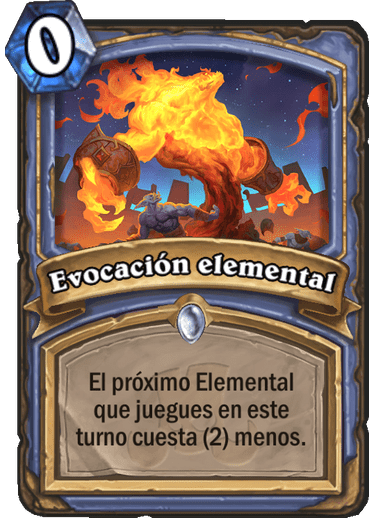 0
Evocación elemental
El próximo Elemental
que juegues en este
turno cuesta (2) menos.